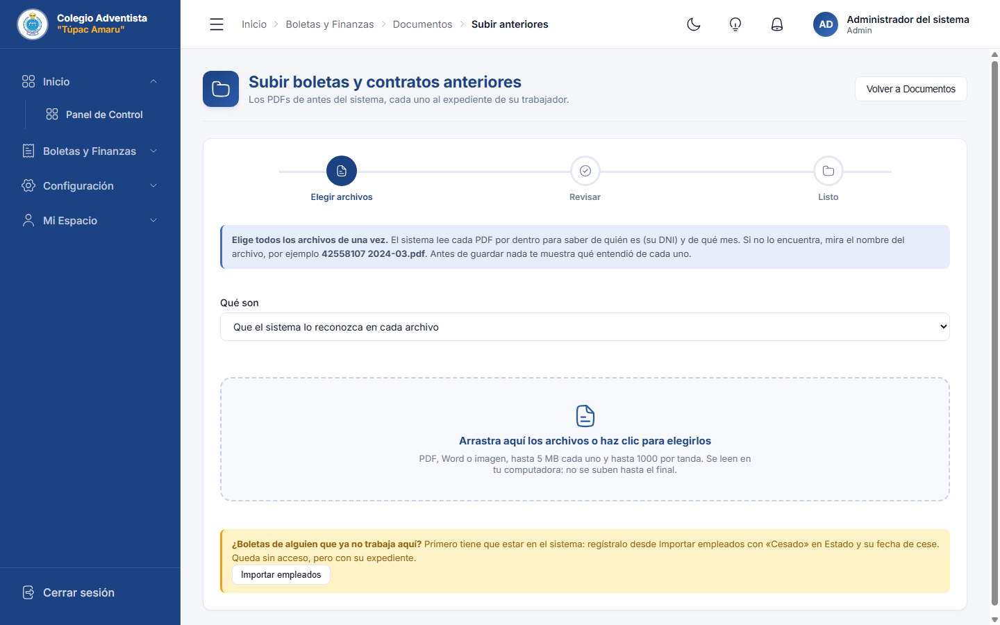 Colegio Adventista
"Túpac Amaru"
Inicio
Panel de Control
Boletas y Finanzas
Configuración
Mi Espacio
Cerrar sesión
Inicio > Boletas y Finanzas > Documentos > Subir anteriores
AD
Administrador del sistema
Admin
Subir boletas y contratos anteriores
Los PDFs de antes del sistema, cada uno al expediente de su trabajador.
Volver a Documentos
Elegir archivos
Revisar
Listo
Elige todos los archivos de una vez. El sistema lee cada PDF por dentro para saber de quién es (su DNI) y de qué mes. Si no lo encuentra, mira el nombre del
archivo, por ejemplo 42558107 2024-03.pdf. Antes de guardar nada te muestra qué entendió de cada uno.
Qué son
Que el sistema lo reconozca en cada archivo
Arrastra aquí los archivos o haz clic para elegirlos
PDF, Word o imagen, hasta 5 MB cada uno y hasta 1000 por tanda. Se leen en
tu computadora: no se suben hasta el final.
¿Boletas de alguien que ya no trabaja aquí? Primero tiene que estar en el sistema: regístralo desde Importar empleados con «Cesado» en Estado y su fecha de cese.
Queda sin acceso, pero con su expediente.
Importar empleados